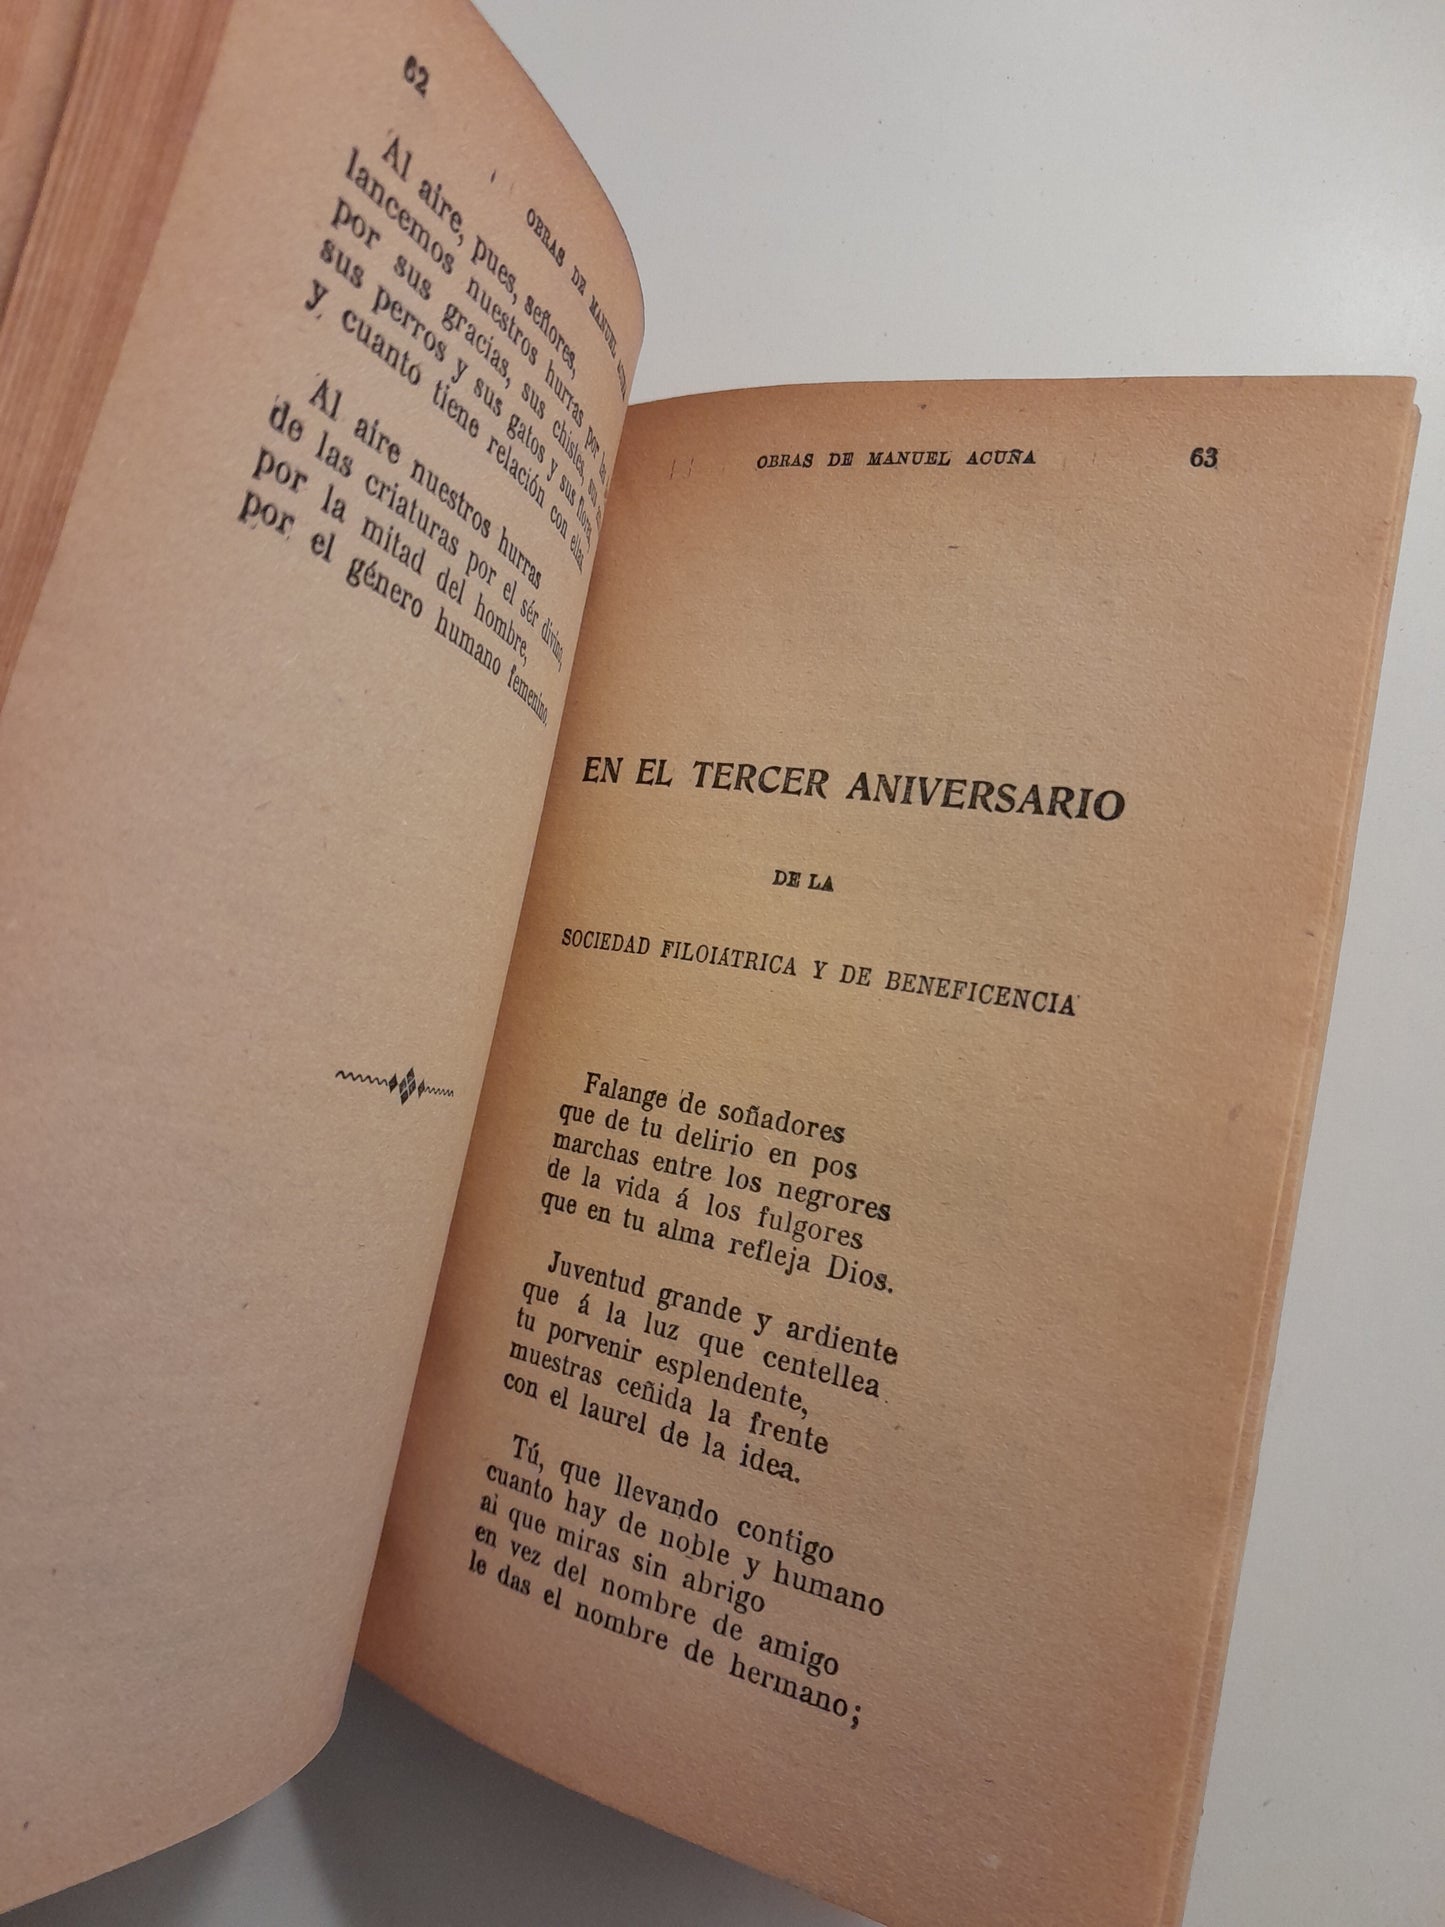 62
OBRAS DE MANUEL ACUÑA
Al aire, pues, señores,
lancemos nuestros hurras por las
por sus gracias, sus chistes, sus
sus perros y sus gatos y sus flores,
y cuanto tiene relación con ellas.
Al aire nuestros hurras
de las criaturas por el sér divino,
por la mitad del hombre,
por el género humano femenino.
OBRAS DE MANUEL ACUÑA 63
EN EL TERCER ANIVERSARIO
DE LA
SOCIEDAD FILOIÁTRICA Y DE BENEFICENCIA
Falange de soñadores
que de tu delirio en pos
marchas entre los negrores
de la vida á los fulgores
que en tu alma refleja Dios.
Juventud grande y ardiente
que á la luz que centellea
tu porvenir esplendente,
muestras ceñida la frente
con el laurel de la idea.
Tú, que llevando contigo
cuanto hay de noble y humano
ai que miras sin abrigo
en vez del nombre de amigo
le das el nombre de hermano;